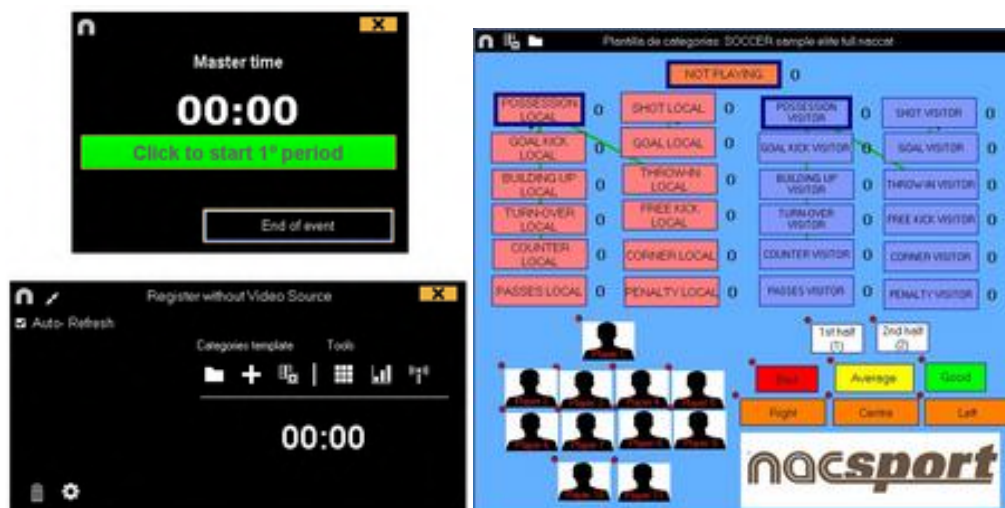 Master time
00:00
Click to start 1º period
End of event
Register without Video Source
Auto- Refresh
Categories template
Tools
00:00
Plantilla de categorias: SOCCER sample elite full.naccat
NOT PLAYING 0
POSSESSION
LOCAL 0
SHOT LOCAL 0
POSSESSION
VISITOR 0
SHOT VISITOR 0
GOAL KICK
LOCAL 0
GOAL LOCAL 0
GOAL KICK VISITOR 0
GOAL VISITOR 0
BUILDING UP
LOCAL 0
THROW-IN
LOCAL 0
BUILDING UP
VISITOR 0
THROW-IN VISITOR 0
TURN-OVER
LOCAL 0
FREE KICK
LOCAL 0
TURN-OVER
VISITOR 0
FREE KICK VISITOR 0
COUNTER
LOCAL 0
CORNER LOCAL 0
COUNTER VISITOR 0
CORNER VISITOR 0
PASSES LOCAL 0
PENALTY LOCAL 0
PASSES VISITOR 0
PENALTY VISITOR 0
1st half
(1)
2nd half
(2)
Player 1
Bad
Average
Good
Right
Centre
Left
nacsport